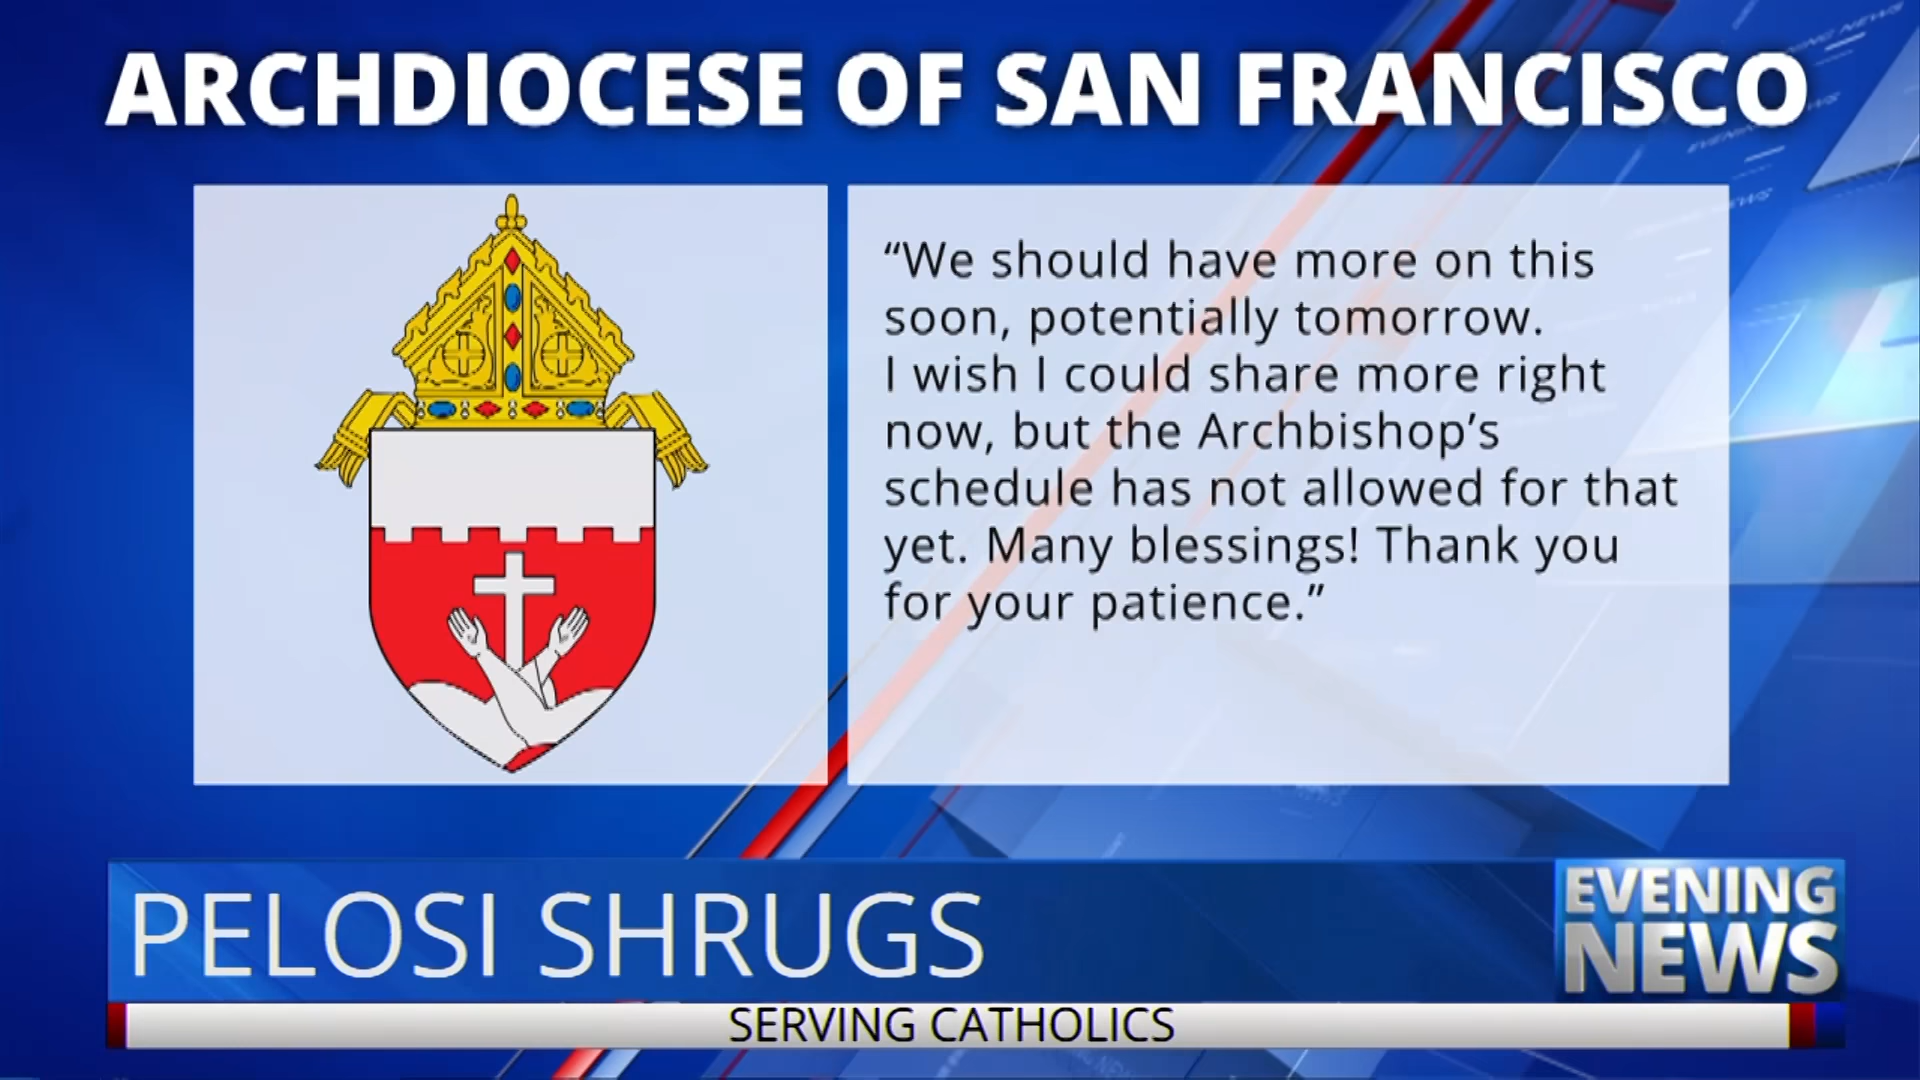 ARCHDIOCESE OF SAN FRANCISCO
“We should have more on this
soon, potentially tomorrow.
I wish I could share more right
now, but the Archbishop’s
schedule has not allowed for that
yet. Many blessings! Thank you
for your patience.”
PELOSI SHRUGS
EVENING
NEWS
SERVING CATHOLICS